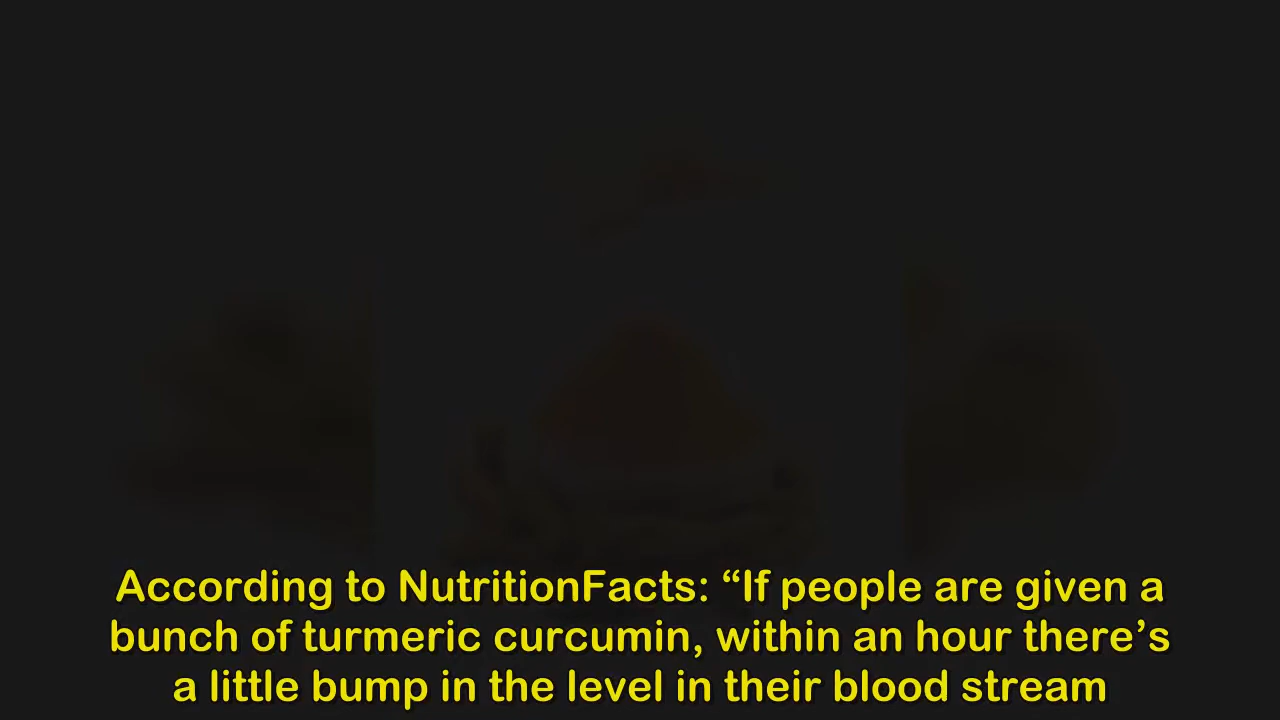 According to NutritionFacts: “If people are given a
bunch of turmeric curcumin, within an hour there’s
a little bump in the level in their blood stream